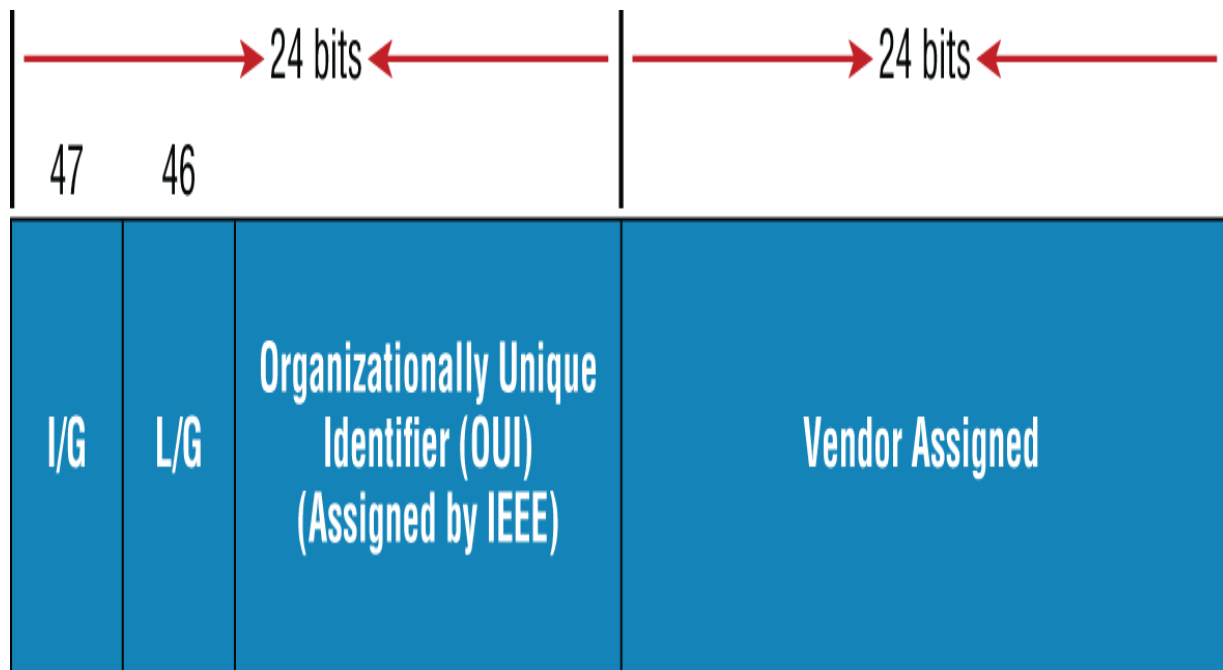 24 bits
24 bits
47
46
I/G
L/G
Organizationally Unique
Identifier (OUI)
(Assigned by IEEE)
Vendor Assigned